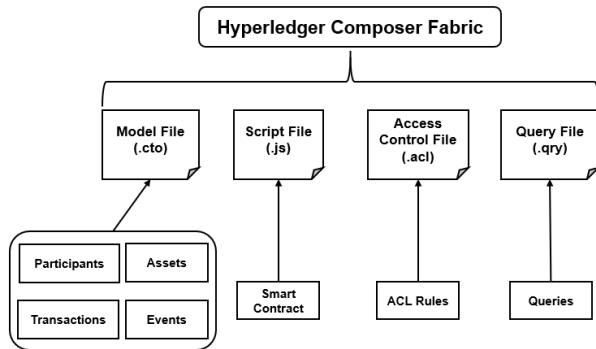 Hyperledger Composer Fabric
Model File
(.cto)
Script File
(.js)
Access
Control File
(.acl)
Query File
(.qry)
Participants
Assets
Transactions
Events
Smart
Contract
ACL Rules
Queries